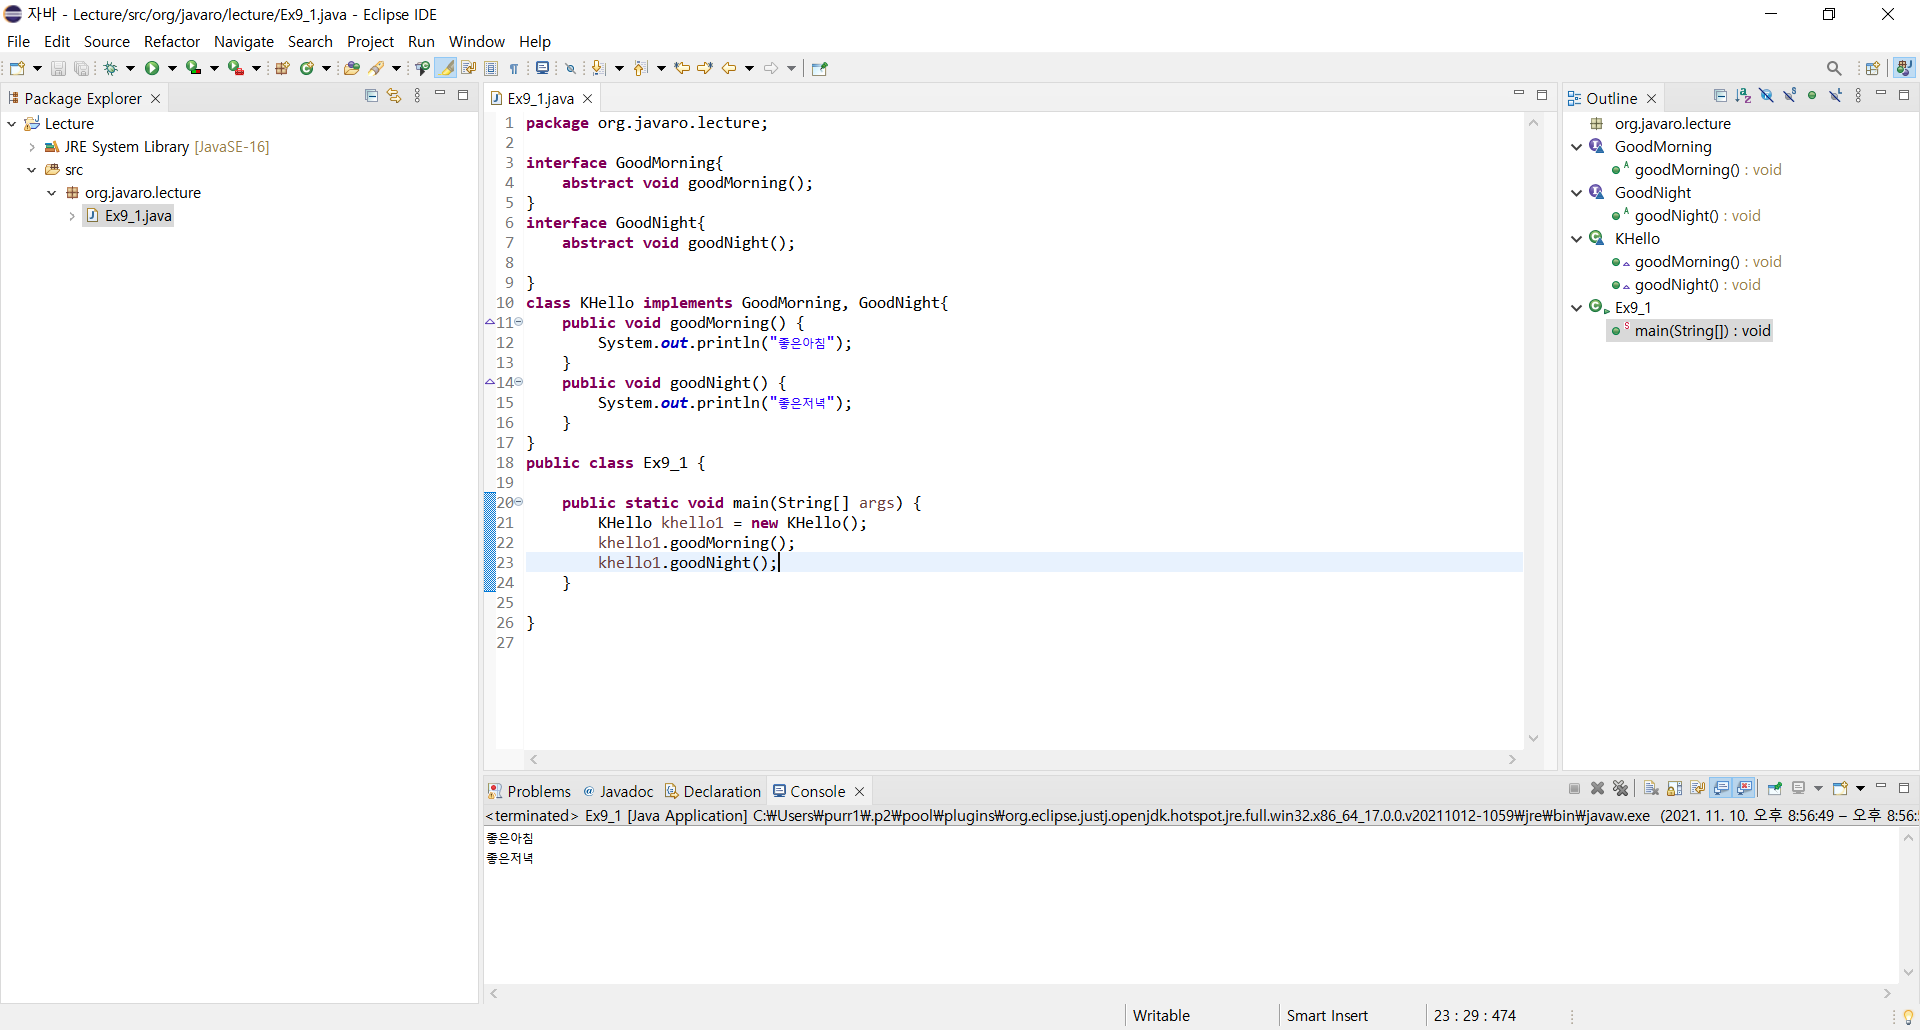 자바 - Lecture/src/org/javaro/lecture/Ex9_1.java - Eclipse IDE
File Edit Source Refactor Navigate Search Project Run Window Help
Package Explorer
Lecture
JRE System Library [JavaSE-16]
src
org.javaro.lecture
Ex9_1.java
Ex9_1.java
1 package org.javaro.lecture;
2
3 interface GoodMorning{
4     abstract void goodMorning();
5 }
6 interface GoodNight{
7     abstract void goodNight();
8
9 }
10 class KHello implements GoodMorning, GoodNight{
11     public void goodMorning() {
12         System.out.println("좋은아침");
13     }
14     public void goodNight() {
15         System.out.println("좋은저녁");
16     }
17 }
18 public class Ex9_1 {
19
20     public static void main(String[] args) {
21         KHello khello1 = new KHello();
22         khello1.goodMorning();
23         khello1.goodNight();
24     }
25
26 }
27
Outline
org.javaro.lecture
GoodMorning
goodMorning() : void
GoodNight
goodNight() : void
KHello
goodMorning() : void
goodNight() : void
Ex9_1
main(String[]) : void
Problems @ Javadoc Declaration Console
<terminated> Ex9_1 [Java Application] C:₩Users₩purr1₩.p2₩pool₩plugins₩org.eclipse.justj.openjdk.hotspot.jre.full.win32.x86_64_17.0.0.v20211012-1059₩jre₩bin₩javaw.exe (2021. 11. 10. 오후 8:56:49 – 오후 8:56:
좋은아침
좋은저녁
Writable Smart Insert 23 : 29 : 474